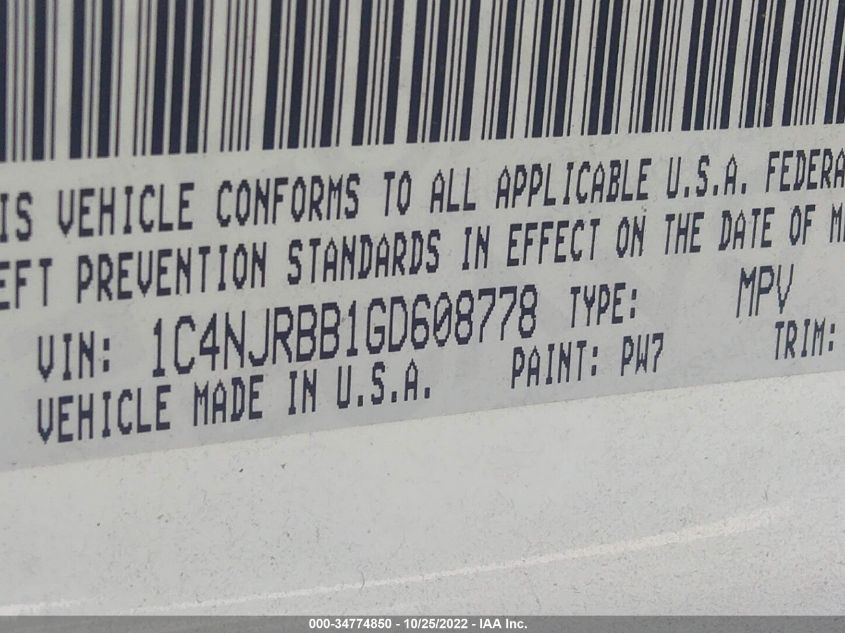 IS VEHICLE CONFORMS TO ALL APPLICABLE U.S.A. FEDERA
EFT PREVENTION STANDARDS IN EFFECT ON THE DATE OF M
VIN: 1C4NJRBB1GD608778 TYPE: MPV
VEHICLE MADE IN U.S.A. PAINT: PW7 TRIM:
000-34774850 / 10/25/2022 - IAA Inc.